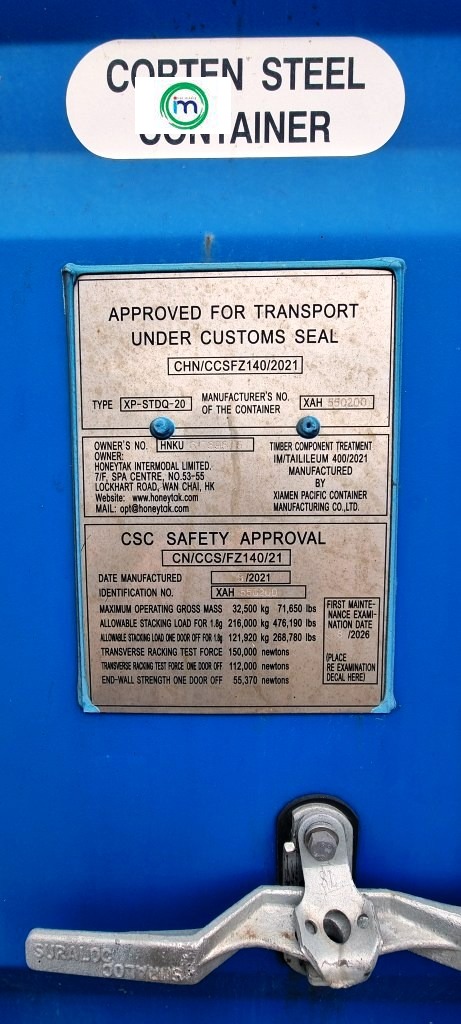 CORTEN STEEL
im
CONTAINER
APPROVED FOR TRANSPORT
UNDER CUSTOMS SEAL
CHN/CCSFZ140/2021
TYPE XP-STDQ-20 MANUFACTURER'S NO. OF THE CONTAINER XAH 550200
OWNER'S NO. HNKU
OWNER:
HONEYTAK INTERMODAL LIMITED.
7/F, SPA CENTRE, NO.53-55
LOCKHART ROAD, WAN CHAI, HK
Website: www.honeytak.com
MAIL: opt@honeytak.com
TIMBER COMPONENT TREATMENT
IM/TAILILEUM 400/2021
MANUFACTURED
BY
XIAMEN PACIFIC CONTAINER
MANUFACTURING CO.,LTD.
CSC SAFETY APPROVAL
CN/CCS/FZ140/21
DATE MANUFACTURED /2021
IDENTIFICATION NO. XAH
MAXIMUM OPERATING GROSS MASS 32,500 kg 71,650 lbs
ALLOWABLE STACKING LOAD FOR 1.8g 216,000 kg 476,190 lbs
ALLOWABLE STACKING LOAD ONE DOOR OFF FOR 1.8g 121,920 kg 268,780 lbs
TRANSVERSE RACKING TEST FORCE 150,000 newtons
TRANSVERSE RACKING TEST FORCE ONE DOOR OFF 112,000 newtons
END-WALL STRENGTH ONE DOOR OFF 55,370 newtons
FIRST MAINTE-
NANCE EXAMI-
NATION DATE
/2026
(PLACE
RE EXAMINATION
DECAL HERE)
SURALOC